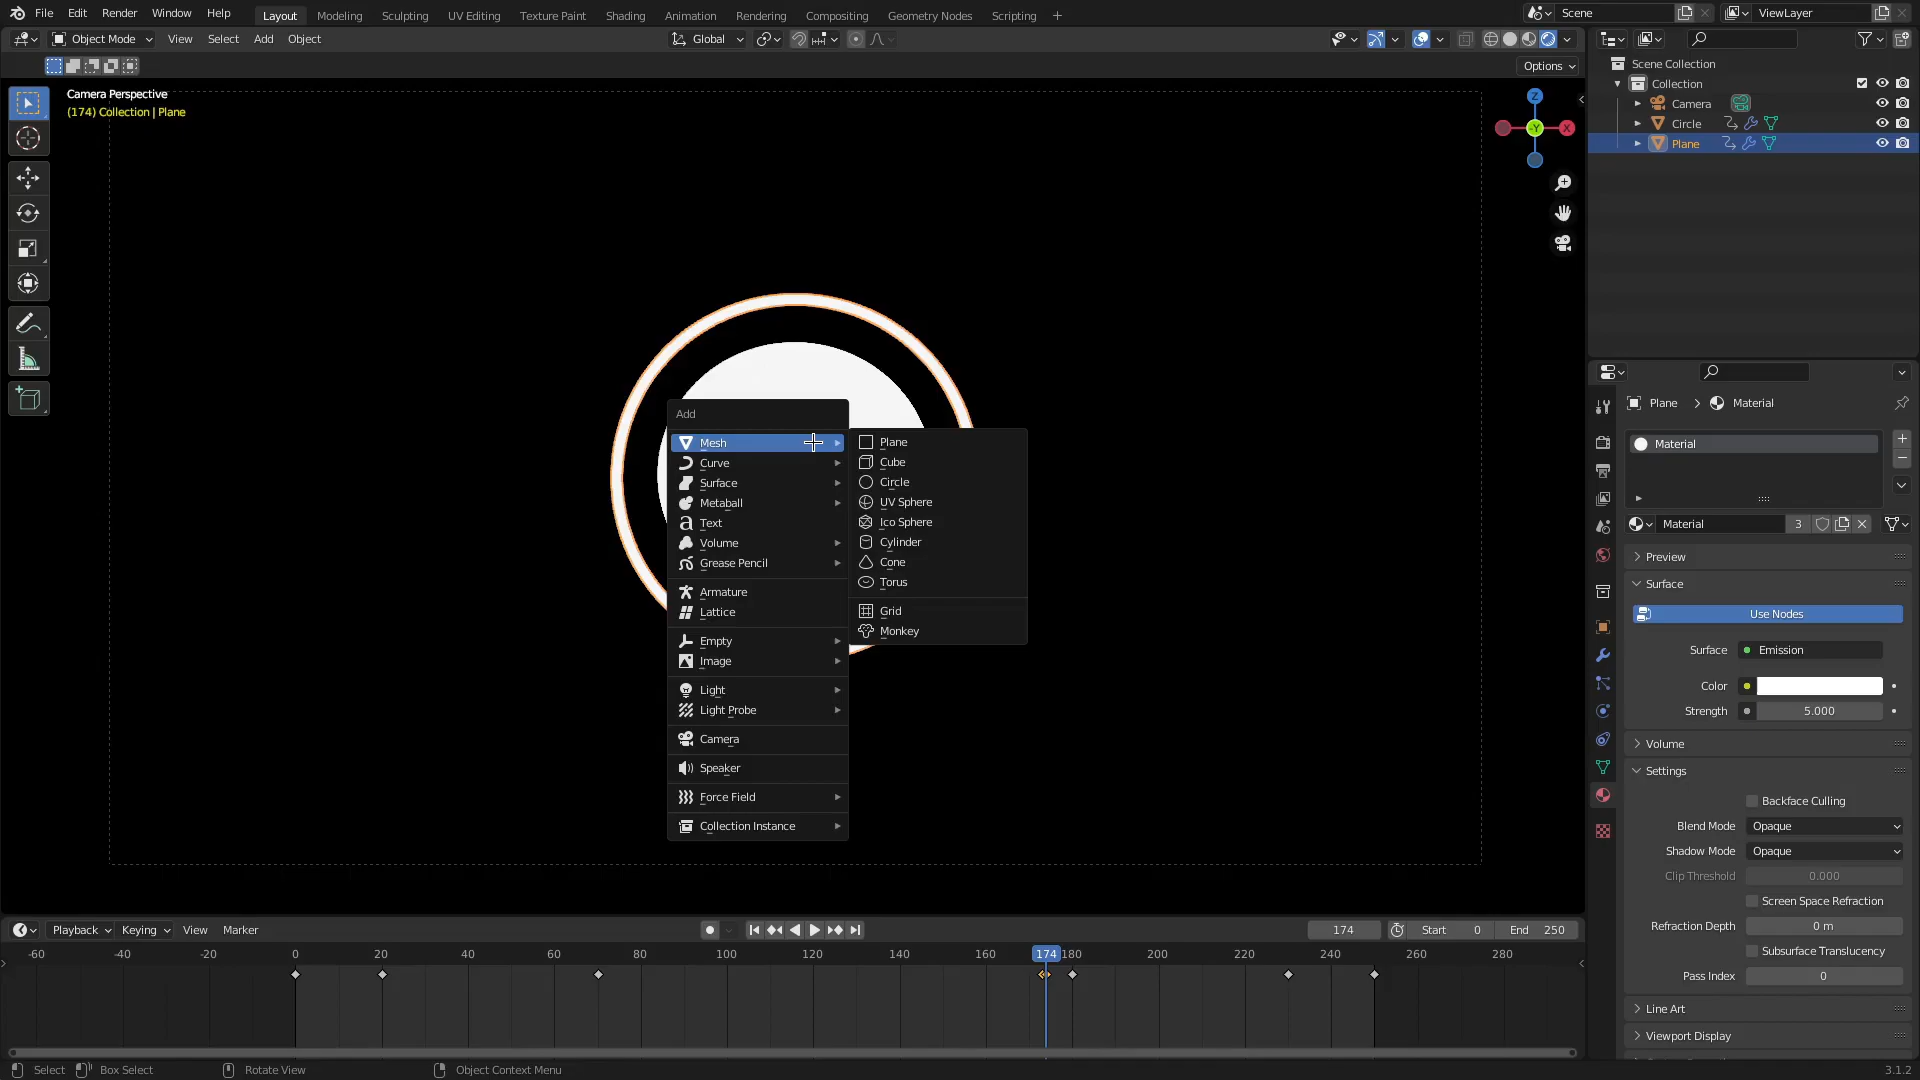 File Edit Render Window Help Layout Modeling Sculpting UV Editing Texture Paint Shading Animation Rendering Compositing Geometry Nodes Scripting + Scene ViewLayer
Object Mode View Select Add Object Global
Options
Camera Perspective
(174) Collection | Plane
Z
-Y
X
Scene Collection
Collection
Camera
Circle
Plane
Add
Mesh
Curve
Surface
Metaball
Text
Volume
Grease Pencil
Armature
Lattice
Empty
Image
Light
Light Probe
Camera
Speaker
Force Field
Collection Instance
Plane
Cube
Circle
UV Sphere
Ico Sphere
Cylinder
Cone
Torus
Grid
Monkey
Plane > Material
Material
Material 3
Preview
Surface
Use Nodes
Surface Emission
Color
Strength 5.000
Volume
Settings
Backface Culling
Blend Mode Opaque
Shadow Mode Opaque
Clip Threshold 0.000
Screen Space Refraction
Refraction Depth 0 m
Subsurface Translucency
Pass Index 0
Line Art
Viewport Display
Playback Keying View Marker 174 Start 0 End 250
-60 -40 -20 0 20 40 60 80 100 120 140 160 174 180 200 220 240 260 280
Select Box Select Rotate View Object Context Menu 3.1.2